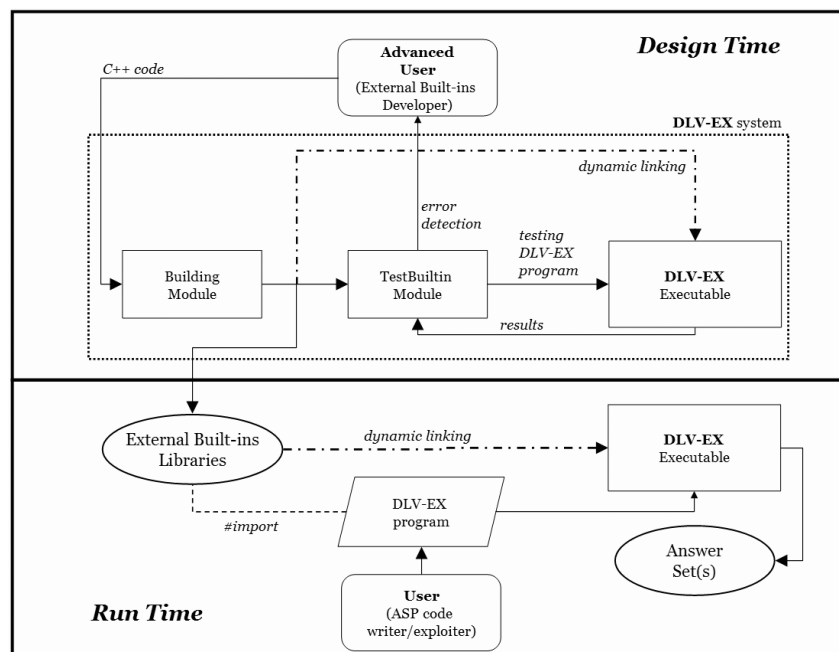 Design Time
Advanced
User
(External Built-ins
Developer)
C++ code
DLV-EX system
dynamic linking
error
detection
testing
DLV-EX
program
Building
Module
TestBuiltin
Module
DLV-EX
Executable
results
External Built-ins
Libraries
dynamic linking
DLV-EX
Executable
#import
DLV-EX
program
Answer
Set(s)
User
(ASP code
writer/exploiter)
Run Time